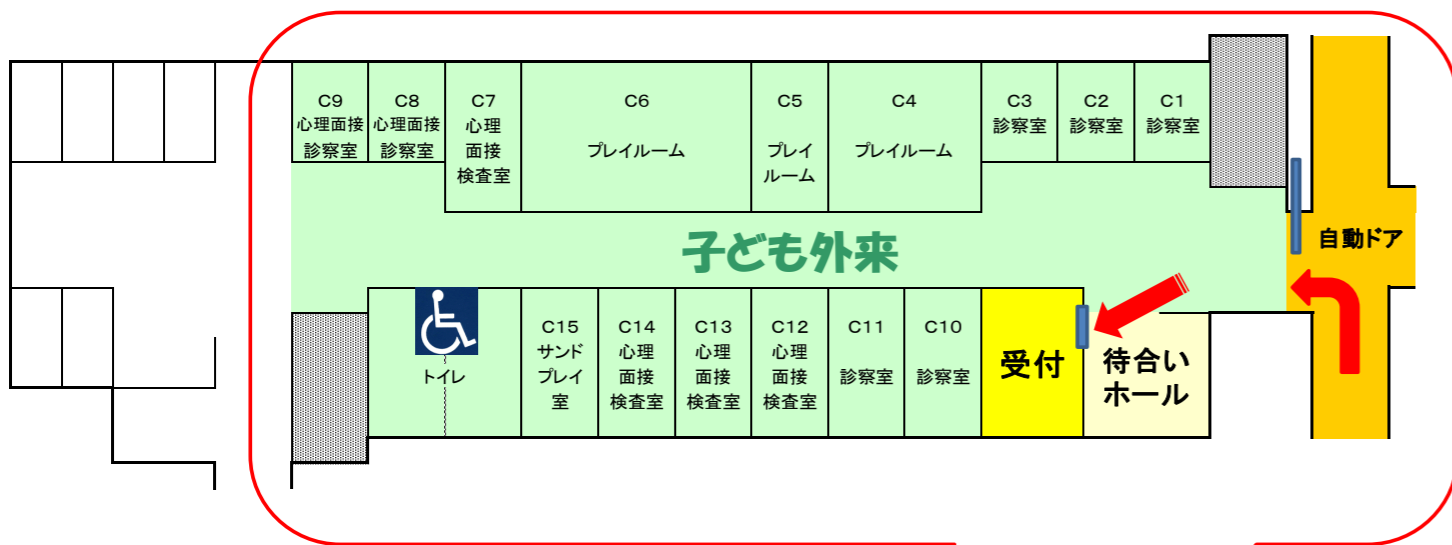 C9
心理面接
診察室
C8
心理面接
診察室
C7
心理
面接
検査室
C6
プレイルーム
C5
プレイ
ルーム
C4
プレイルーム
C3
診察室
C2
診察室
C1
診察室
自動ドア
子ども外来
トイレ
C15
サンド
プレイ
室
C14
心理
面接
検査室
C13
心理
面接
検査室
C12
心理
面接
検査室
C11
診察室
C10
診察室
受付
待合い
ホール